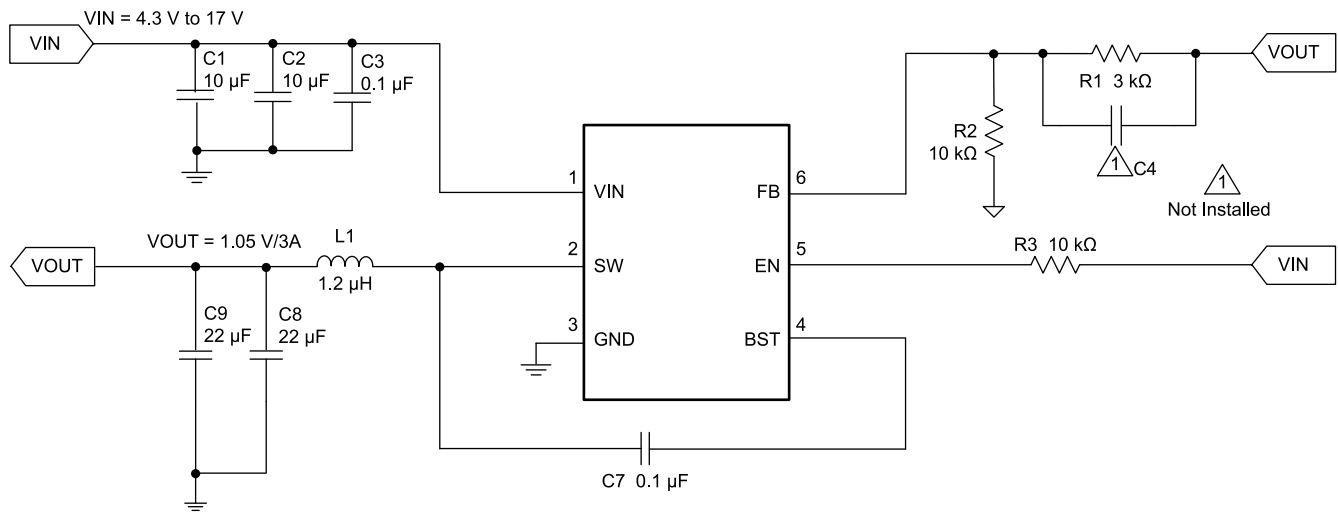 VIN = 4.3 V to 17 V
VIN
C1
10 µF
C2
10 µF
C3
0.1 µF
VOUT
R1 3 kΩ
R2
10 kΩ
1
C4
1
Not Installed
1
VIN
FB
6
VOUT = 1.05 V/3A
L1
1.2 µH
VOUT
2
SW
EN
5
R3 10 kΩ
VIN
C9
22 µF
C8
22 µF
3
GND
BST
4
C7 0.1 µF